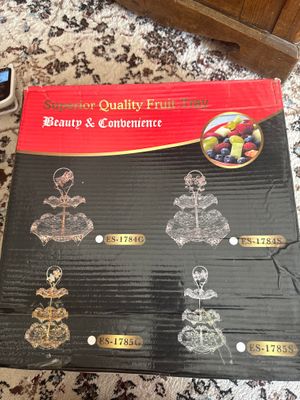 Superior Quality Fruit Tray
Beauty & Convenience
ES-1784G
ES-1784S
ES-1785G
ES-1785S